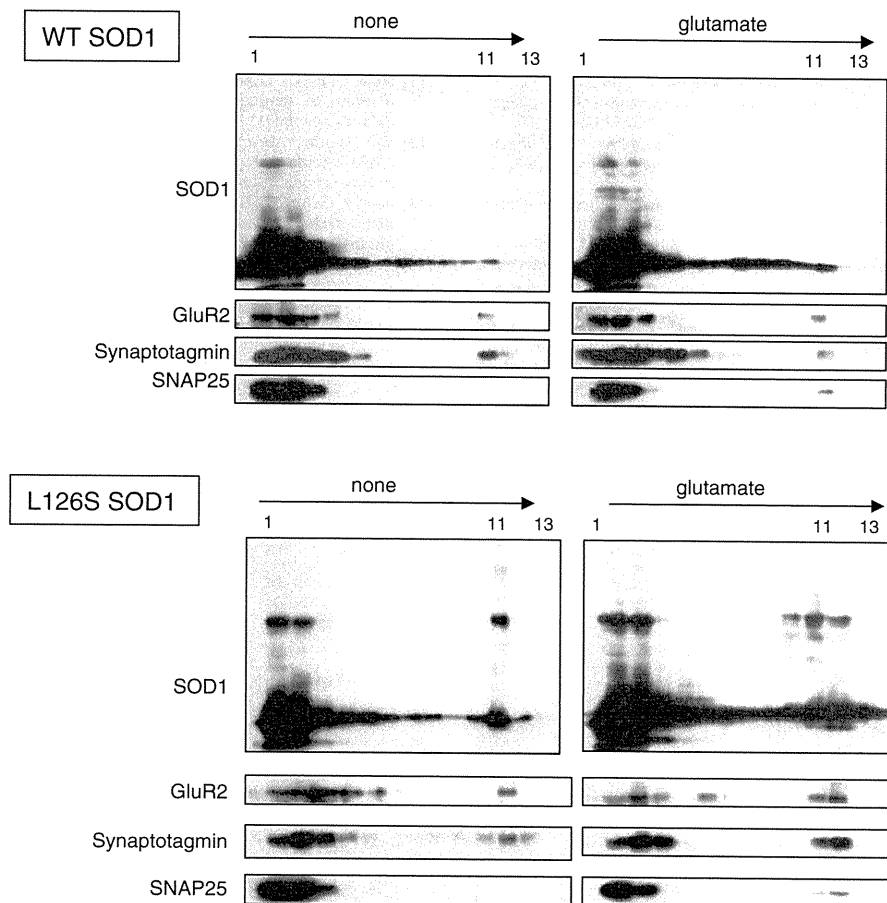 WT SOD1
none
glutamate
1 11 13
1 11 13
SOD1
GluR2
Synaptotagmin
SNAP25
L126S SOD1
none
glutamate
1 11 13
1 11 13
SOD1
GluR2
Synaptotagmin
SNAP25